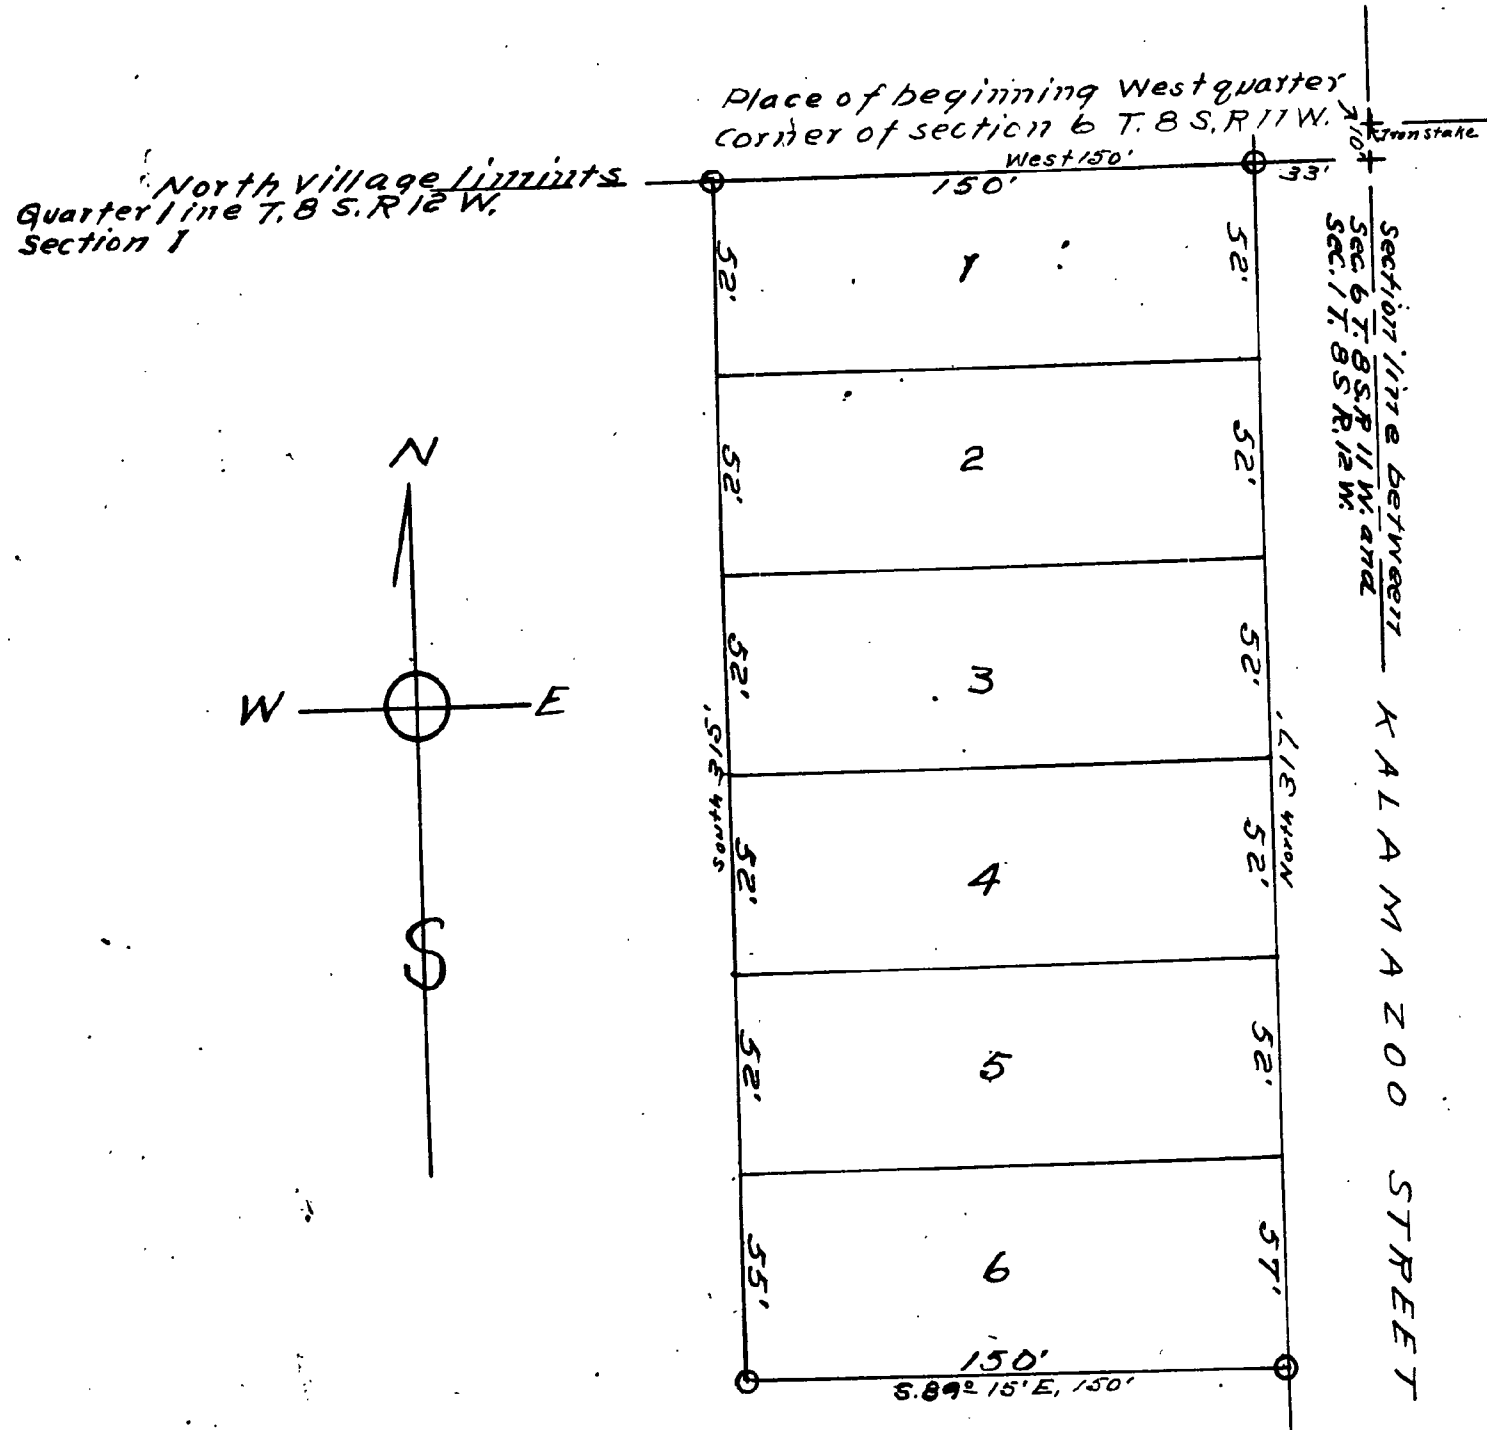 Place of beginning West quarter
corner of section 6 T. 8 S, R 11 W.
10'
Iron stake
West 150'
150'
33'
North village limints
Quarter line T. 8 S. R 12 W.
Section 1
Section line between
Sec. 6 T. 8 S. R 11 W. and
Sec. 1 T. 8 S R. 12 W.
52'
1
52'
52'
2
52'
N
52'
3
52'
W
E
South 315'
North 317'
KALAMAZOO STREET
52'
4
52'
S
52'
5
52'
55'
6
57'
150'
S. 89º 15' E, 150'